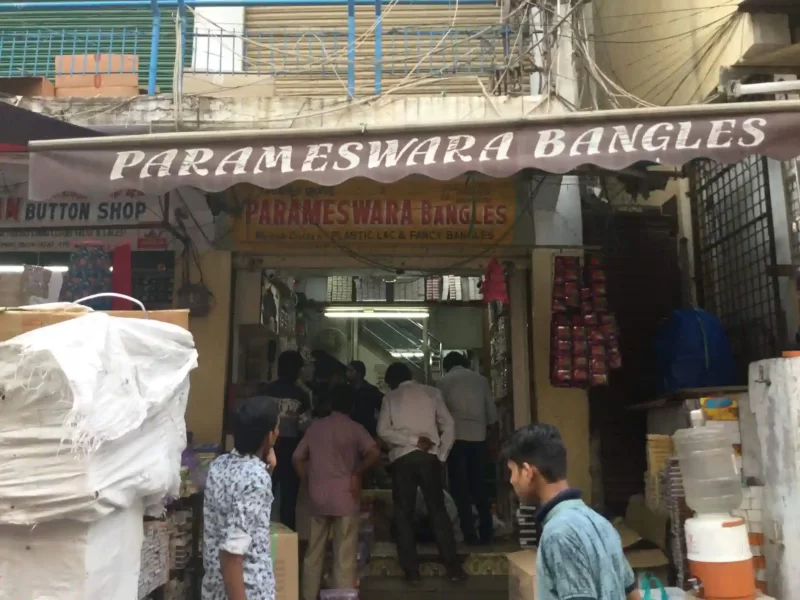 PARAMESWARA BANGLES
BUTTON SHOP
PARAMESWARA BANGLES
PLASTIC LAC & FANCY BANGLES